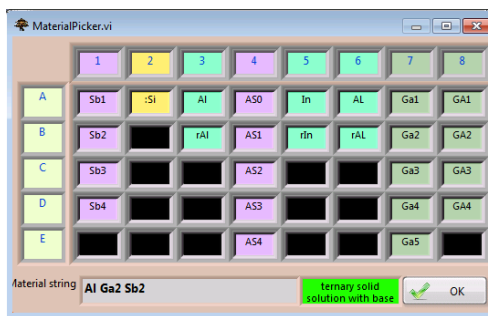 MaterialPicker.vi
1 2 3 4 5 6 7 8
A Sb1 :Si Al AS0 In AL Ga1 GA1
B Sb2 rAl AS1 rIn rAL Ga2 GA2
C Sb3 AS2 Ga3 GA3
D Sb4 AS3 Ga4 GA4
E AS4 Ga5
Material string Al Ga2 Sb2 ternary solid
solution with base OK